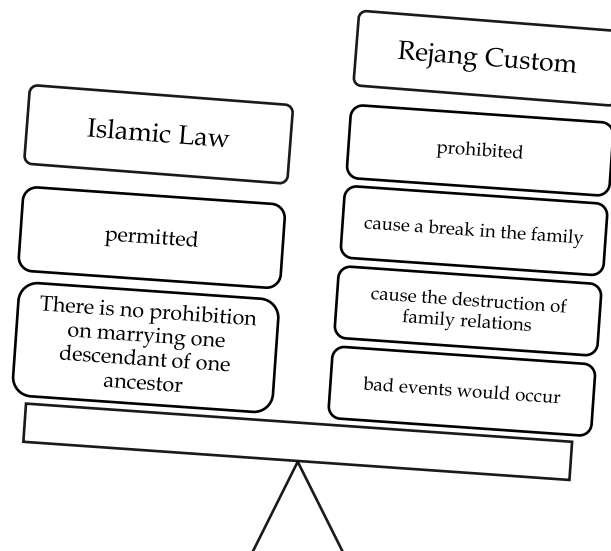 Islamic Law
permitted
There is no prohibition
on marrying one
descendant of one
ancestor
Rejang Custom
prohibited
cause a break in the family
cause the destruction of
family relations
bad events would occur